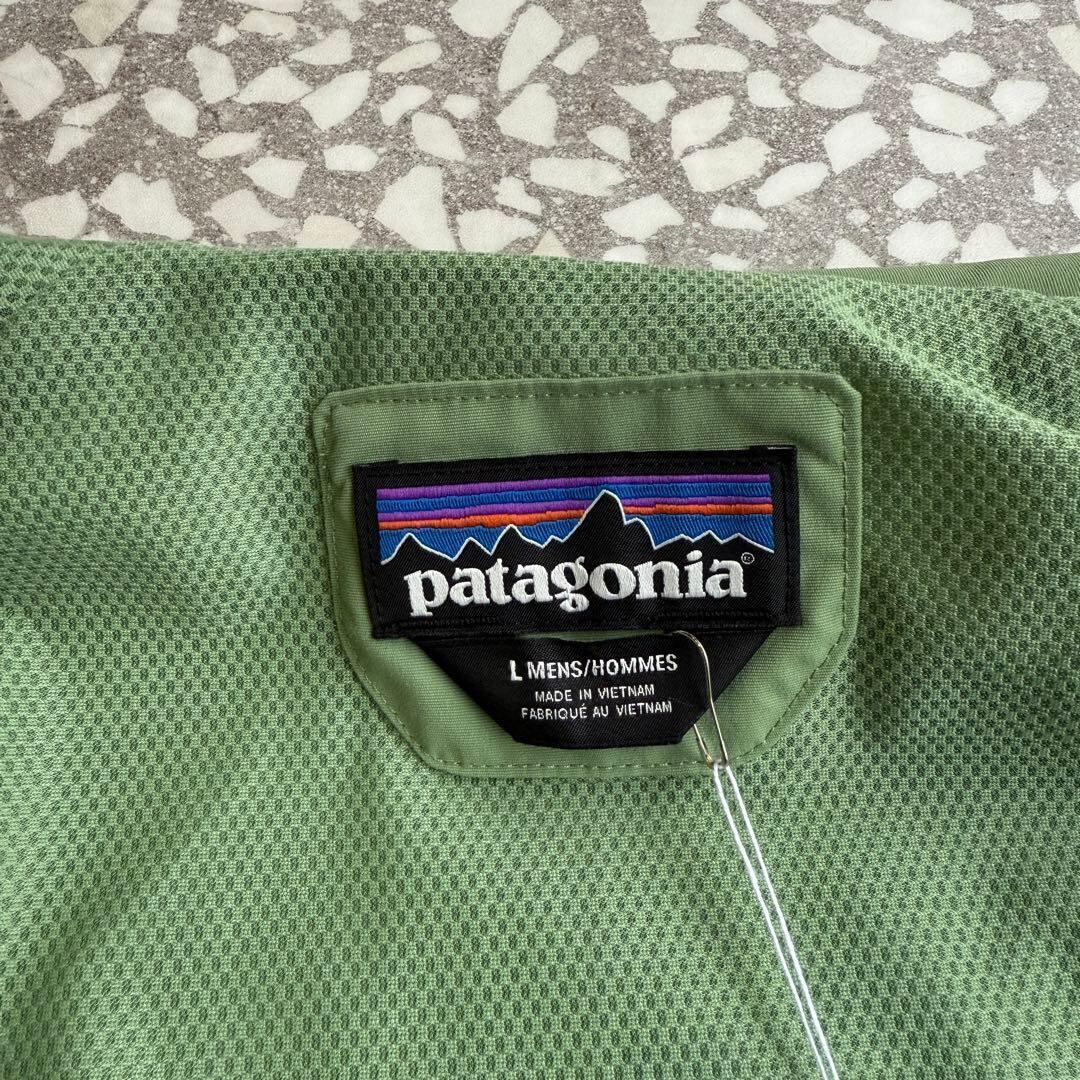 patagonia®
L MENS/HOMMES
MADE IN VIETNAM
FABRIQUÉ AU VIETNAM